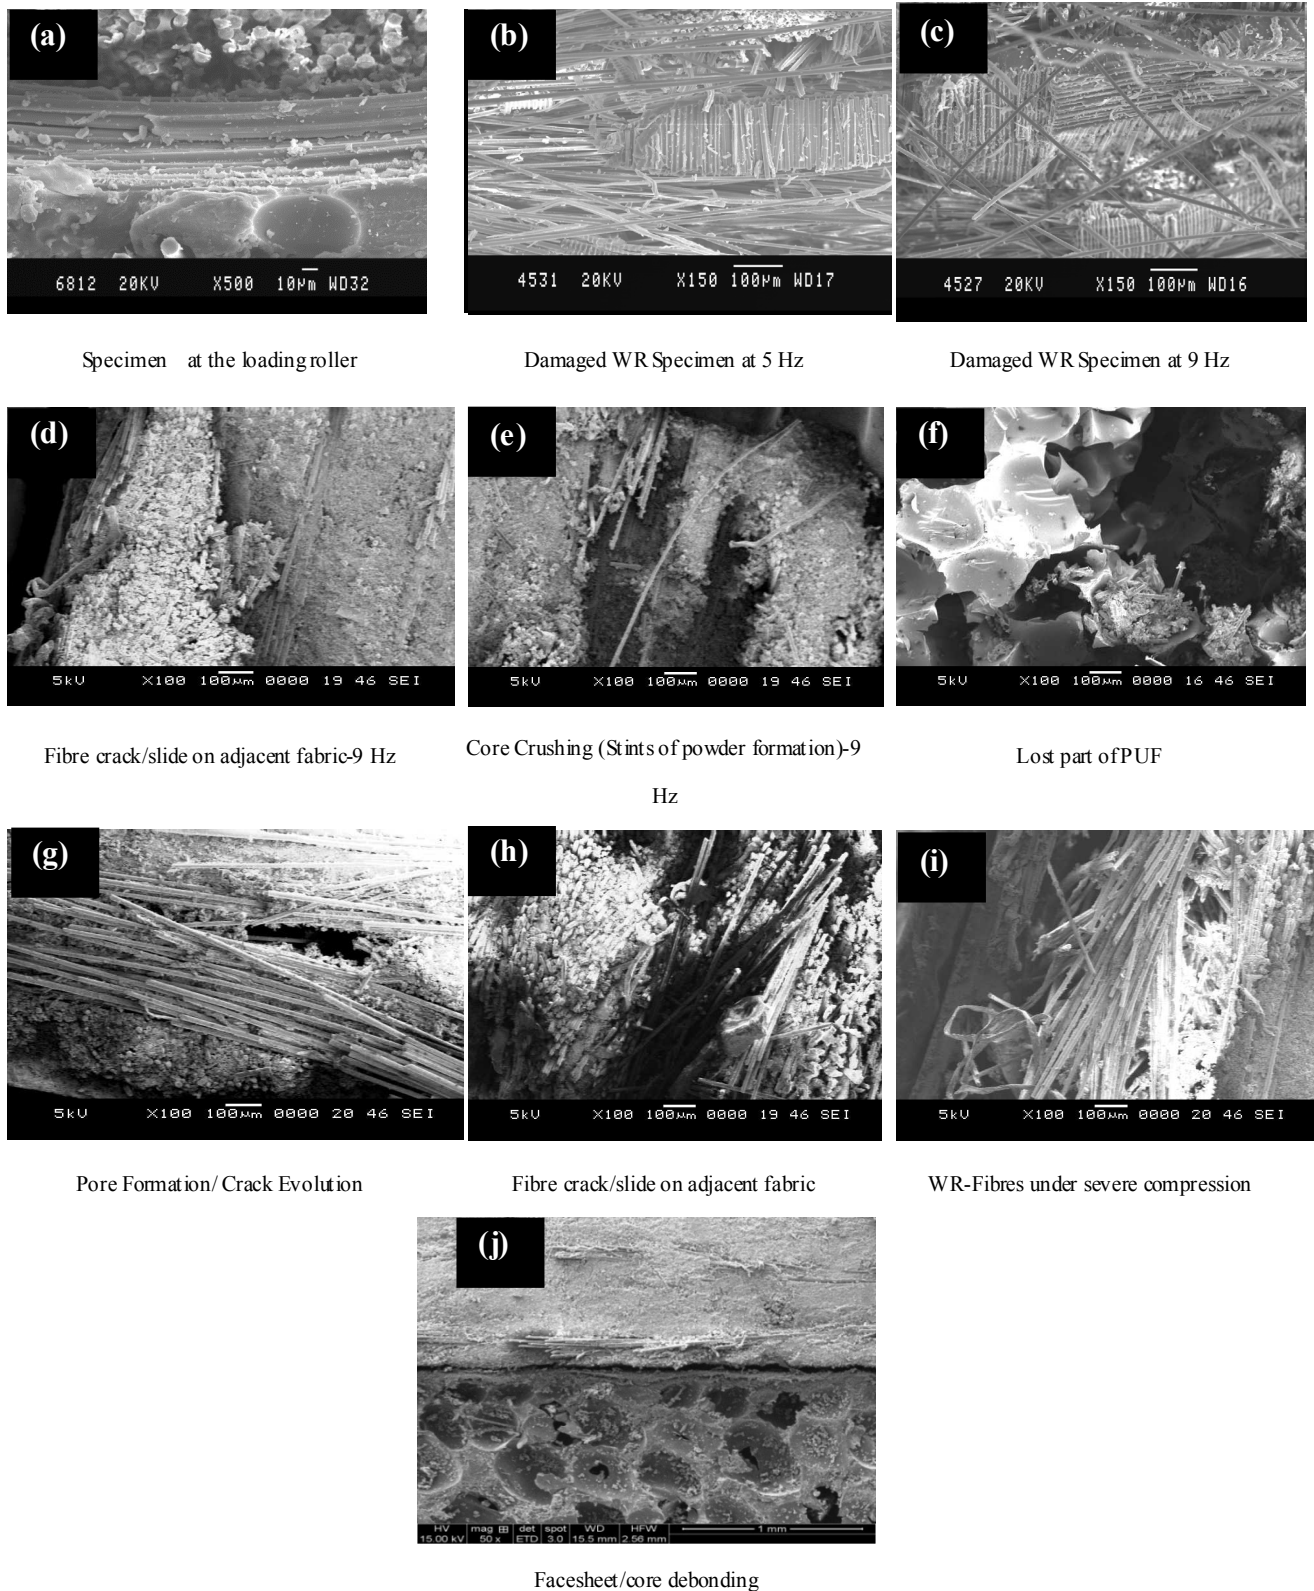 (a) (b) (c)
6812 20KV X500 10μm WD32
4531 20KV X150 100μm WD17
4527 20KV X150 100μm WD16
Specimen at the loading roller
Damaged WR Specimen at 5 Hz
Damaged WR Specimen at 9 Hz
(d) (e) (f)
5kV X100 100μm 0000 19 46 SEI
5kV X100 100μm 0000 19 46 SEI
5kV X100 100μm 0000 16 46 SEI
Fibre crack/slide on adjacent fabric-9 Hz
Core Crushing (Stints of powder formation)-9
Hz
Lost part of PUF
(g) (h) (i)
5kV X100 100μm 0000 20 46 SEI
5kV X100 100μm 0000 19 46 SEI
5kV X100 100μm 0000 20 46 SEI
Pore Formation/ Crack Evolution
Fibre crack/slide on adjacent fabric
WR-Fibres under severe compression
(j)
HV mag ⊞ det spot WD HFW
15.00 kV 50 x ETD 3.0 15.5 mm 2.56 mm
1 mm
Facesheet/core debonding